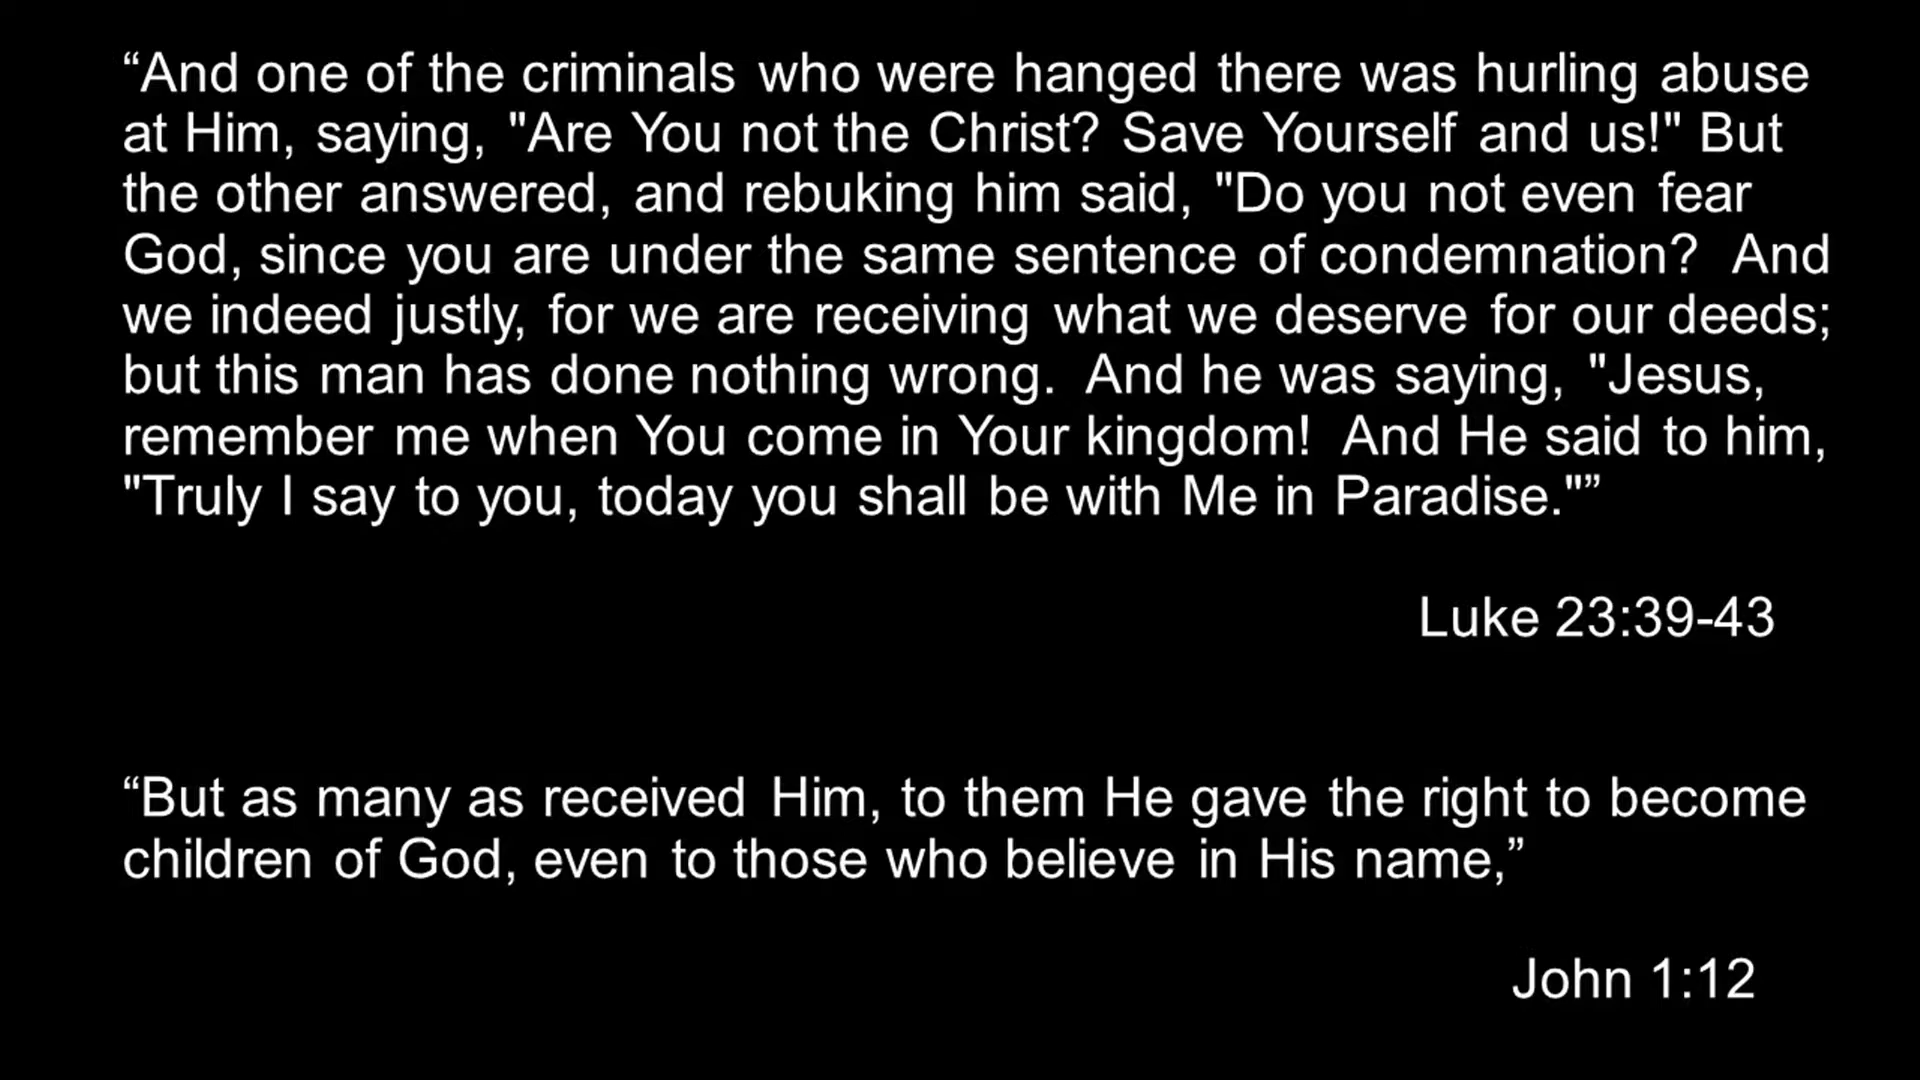 “And one of the criminals who were hanged there was hurling abuse
at Him, saying, "Are You not the Christ? Save Yourself and us!" But
the other answered, and rebuking him said, "Do you not even fear
God, since you are under the same sentence of condemnation?  And
we indeed justly, for we are receiving what we deserve for our deeds;
but this man has done nothing wrong.  And he was saying, "Jesus,
remember me when You come in Your kingdom!  And He said to him,
"Truly I say to you, today you shall be with Me in Paradise."”
Luke 23:39-43
“But as many as received Him, to them He gave the right to become
children of God, even to those who believe in His name,”
John 1:12